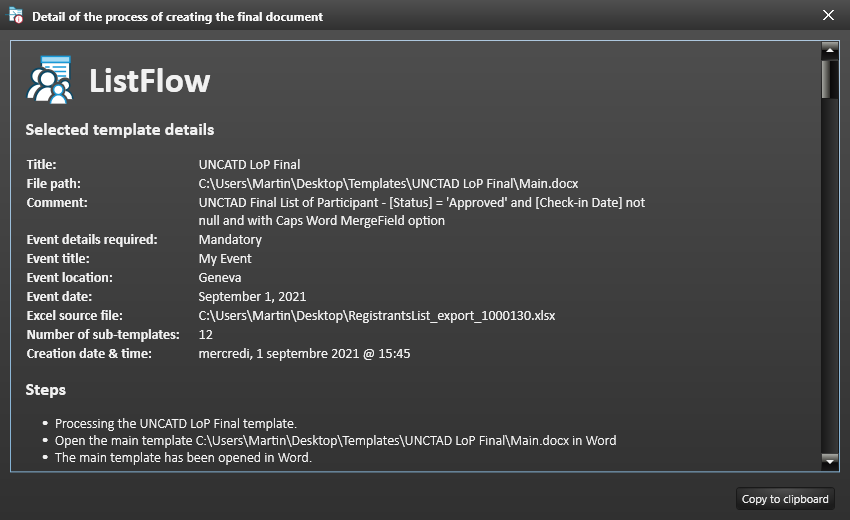 Detail of the process of creating the final document
ListFlow
Selected template details
Title: UNCATD LoP Final
File path: C:\Users\Martin\Desktop\Templates\UNCTAD LoP Final\Main.docx
Comment: UNCTAD Final List of Participant - [Status] = 'Approved' and [Check-in Date] not
null and with Caps Word MergeField option
Event details required: Mandatory
Event title: My Event
Event location: Geneva
Event date: September 1, 2021
Excel source file: C:\Users\Martin\Desktop\RegistrantsList_export_1000130.xlsx
Number of sub-templates: 12
Creation date & time: mercredi, 1 septembre 2021 @ 15:45
Steps
• Processing the UNCATD LoP Final template.
• Open the main template C:\Users\Martin\Desktop\Templates\UNCTAD LoP Final\Main.docx in Word
• The main template has been opened in Word.
Copy to clipboard